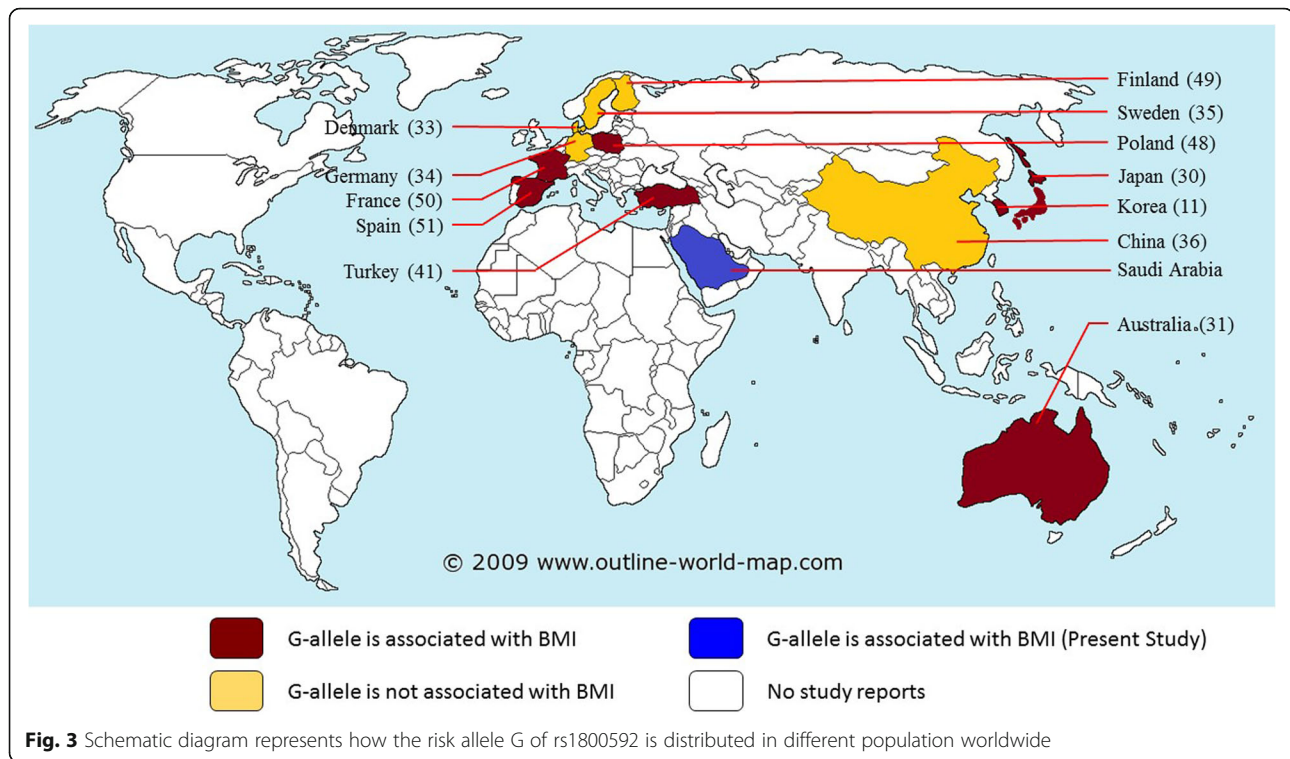 Finland (49)
Denmark (33)
Sweden (35)
Poland (48)
Germany (34)
Japan (30)
France (50)
Korea (11)
Spain (51)
China (36)
Turkey (41)
Saudi Arabia
Australia.(31)
© 2009 www.outline-world-map.com
G-allele is associated with BMI
G-allele is associated with BMI (Present Study)
G-allele is not associated with BMI
No study reports
Fig. 3 Schematic diagram represents how the risk allele G of rs1800592 is distributed in different population worldwide